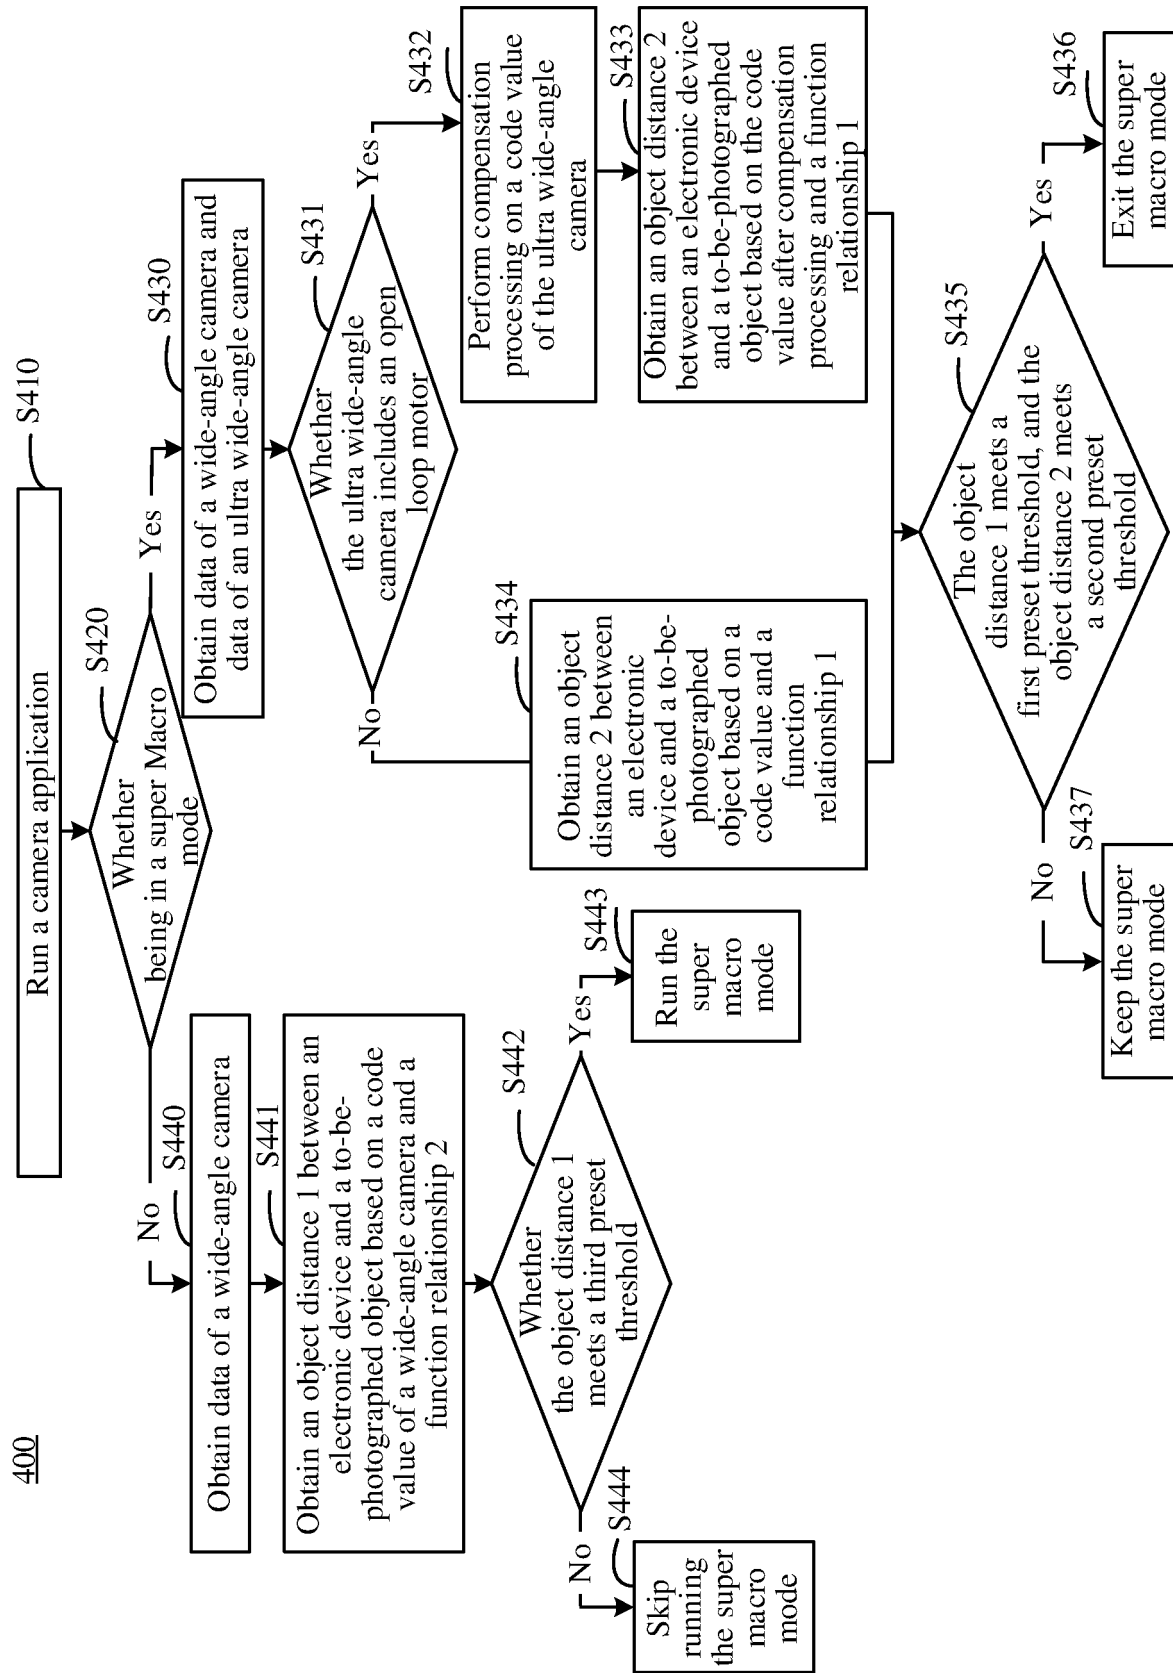 400
Run a camera application
S410
Whether
being in a super Macro
mode
S420
Yes
No
Obtain data of a wide-angle camera and
data of an ultra wide-angle camera
S430
Whether
the ultra wide-angle
camera includes an open
loop motor
S431
Yes
No
Perform compensation
processing on a code value
of the ultra wide-angle
camera
S432
Obtain an object distance 2
between an electronic device
and a to-be-photographed
object based on the code
value after compensation
processing and a function
relationship 1
S433
Obtain an object
distance 2 between
an electronic
device and a to-be-
photographed
object based on a
code value and a
function
relationship 1
S434
The object
distance 1 meets a
first preset threshold, and the
object distance 2 meets
a second preset
threshold
S435
Yes
No
Exit the super
macro mode
S436
Keep the super
macro mode
S437
Obtain data of a wide-angle camera
S440
Obtain an object distance 1 between an
electronic device and a to-be-
photographed object based on a code
value of a wide-angle camera and a
function relationship 2
S441
Whether
the object distance 1
meets a third preset
threshold
S442
Yes
No
Run the
super
macro
mode
S443
Skip
running
the super
macro
mode
S444